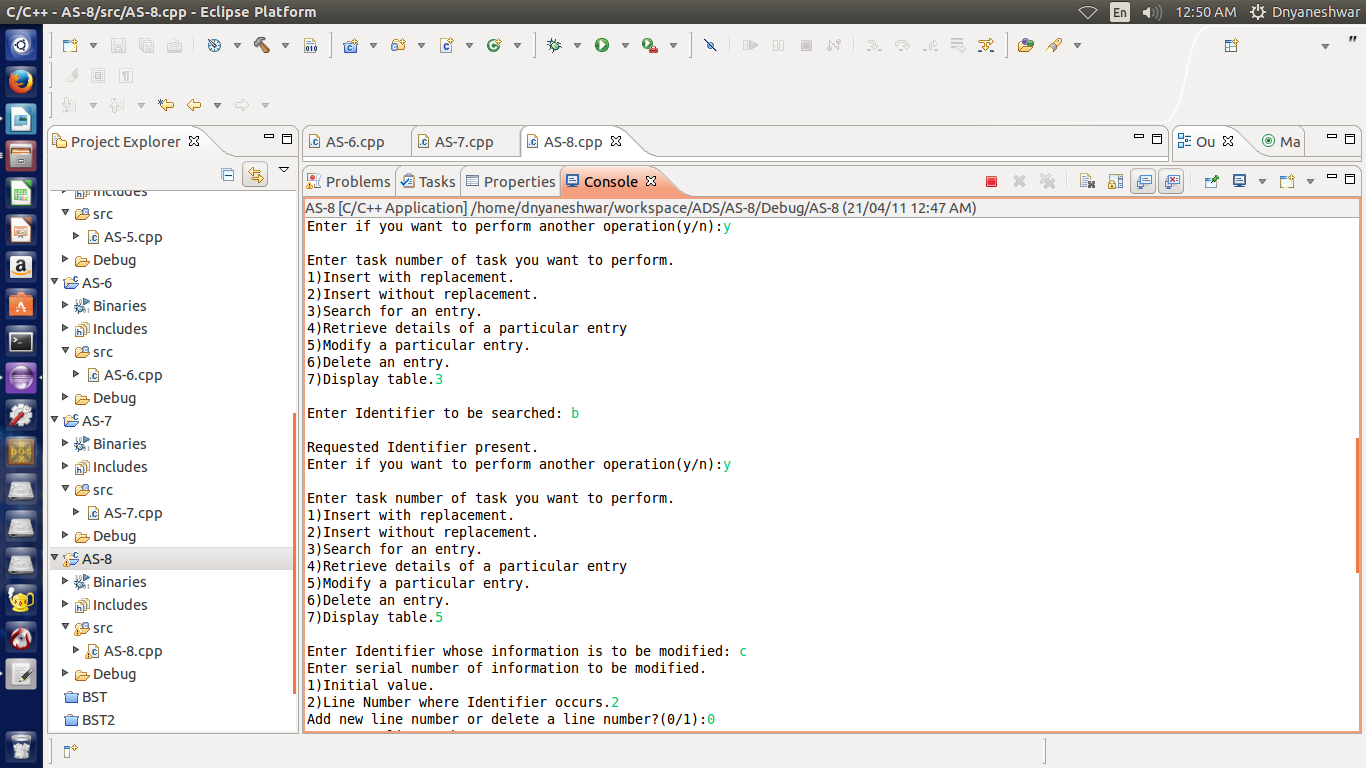 C/C++ - AS-8/src/AS-8.cpp - Eclipse Platform
En
12:50 AM
Dnyaneshwar
Project Explorer
Includes
src
AS-5.cpp
Debug
AS-6
Binaries
Includes
src
AS-6.cpp
Debug
AS-7
Binaries
Includes
src
AS-7.cpp
Debug
AS-8
Binaries
Includes
src
AS-8.cpp
Debug
BST
BST2
AS-6.cpp
AS-7.cpp
AS-8.cpp
Ou
Ma
Problems
Tasks
Properties
Console
AS-8 [C/C++ Application] /home/dnyaneshwar/workspace/ADS/AS-8/Debug/AS-8 (21/04/11 12:47 AM)
Enter if you want to perform another operation(y/n):y
Enter task number of task you want to perform.
1)Insert with replacement.
2)Insert without replacement.
3)Search for an entry.
4)Retrieve details of a particular entry
5)Modify a particular entry.
6)Delete an entry.
7)Display table.3
Enter Identifier to be searched: b
Requested Identifier present.
Enter if you want to perform another operation(y/n):y
Enter task number of task you want to perform.
1)Insert with replacement.
2)Insert without replacement.
3)Search for an entry.
4)Retrieve details of a particular entry
5)Modify a particular entry.
6)Delete an entry.
7)Display table.5
Enter Identifier whose information is to be modified: c
Enter serial number of information to be modified.
1)Initial value.
2)Line Number where Identifier occurs.2
Add new line number or delete a line number?(0/1):0